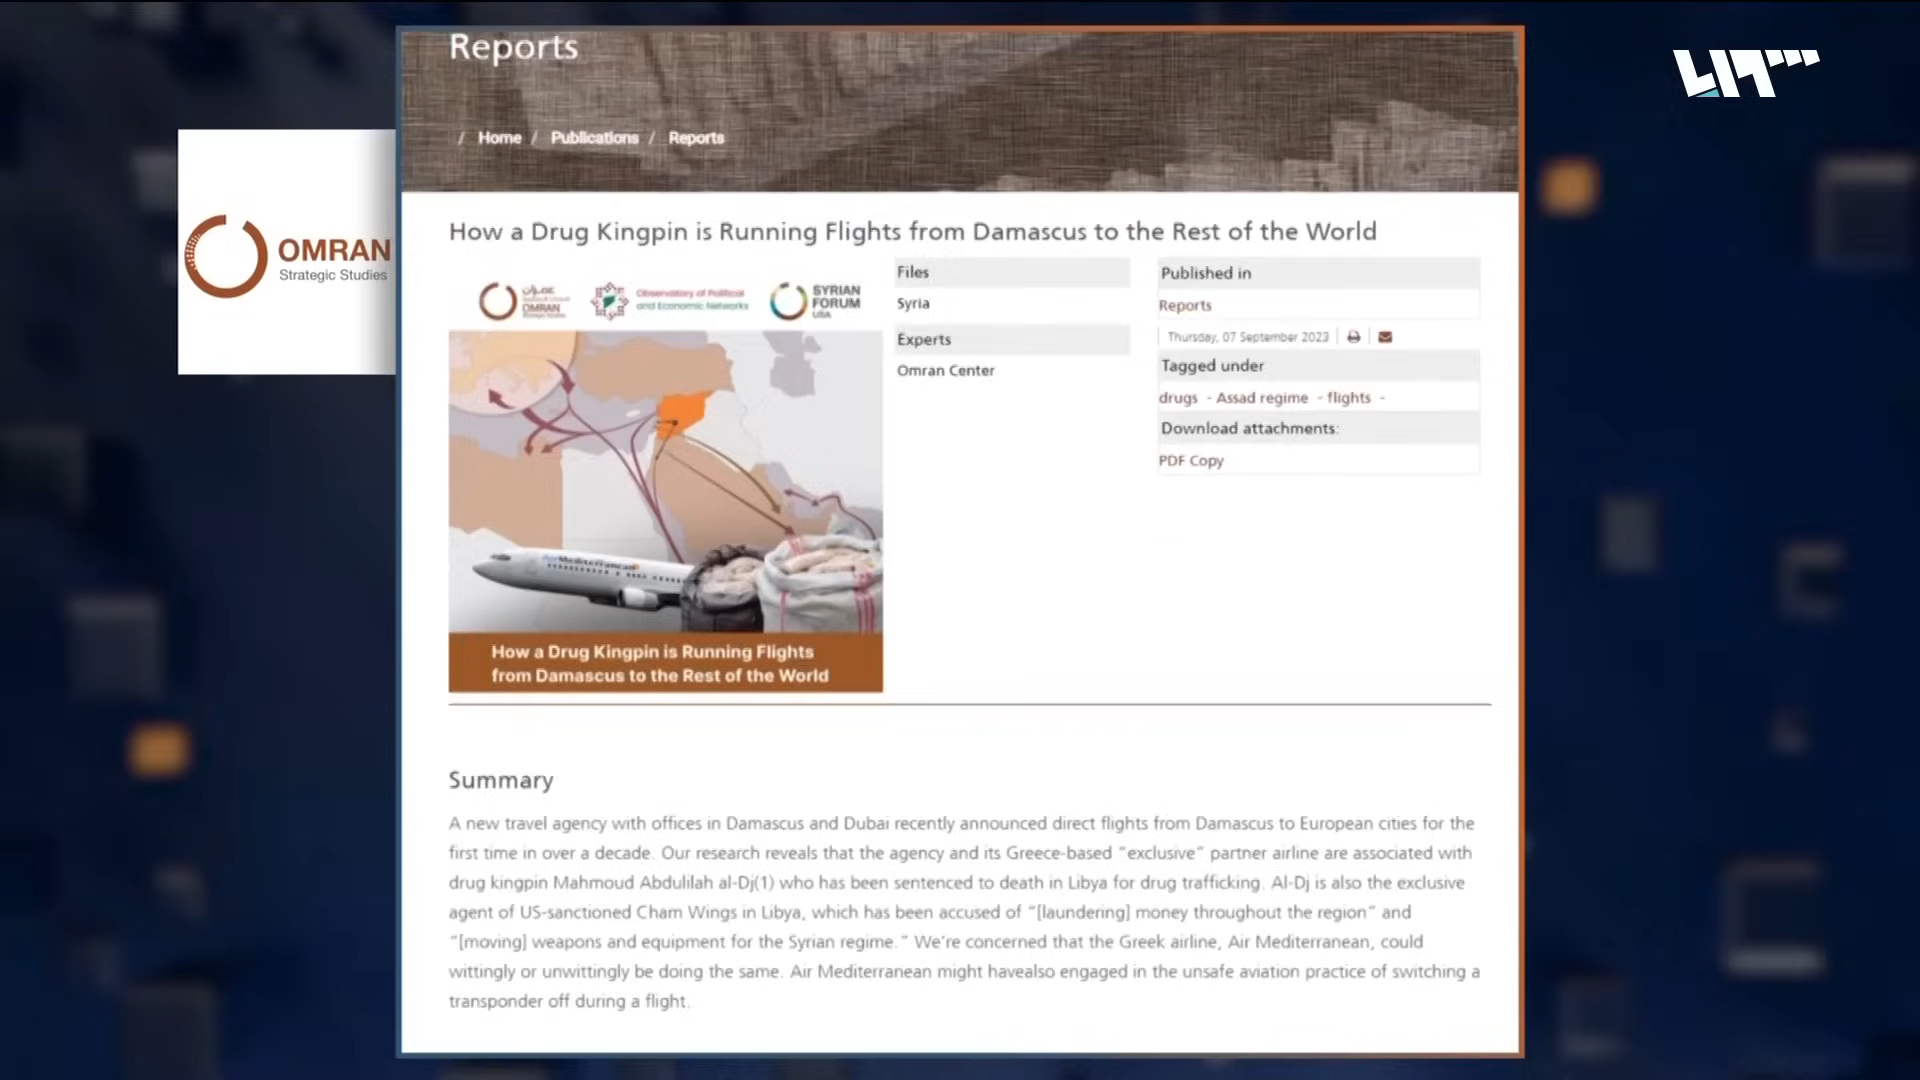 Reports
/ Home / Publications / Reports
OMRAN
Strategic Studies
How a Drug Kingpin is Running Flights from Damascus to the Rest of the World
OMRAN
Observatory of Political
and Economic Networks
SYRIAN
FORUM
USA
AirMediterranean
How a Drug Kingpin is Running Flights
from Damascus to the Rest of the World
Files
Syria
Experts
Omran Center
Published in
Reports
Thursday, 07 September 2023
Tagged under
drugs - Assad regime - flights -
Download attachments:
PDF Copy
Summary
A new travel agency with offices in Damascus and Dubai recently announced direct flights from Damascus to European cities for the
first time in over a decade. Our research reveals that the agency and its Greece-based “exclusive” partner airline are associated with
drug kingpin Mahmoud Abdulilah al-Dj(1) who has been sentenced to death in Libya for drug trafficking. Al-Dj is also the exclusive
agent of US-sanctioned Cham Wings in Libya, which has been accused of “[laundering] money throughout the region” and
“[moving] weapons and equipment for the Syrian regime.” We’re concerned that the Greek airline, Air Mediterranean, could
wittingly or unwittingly be doing the same. Air Mediterranean might havealso engaged in the unsafe aviation practice of switching a
transponder off during a flight.